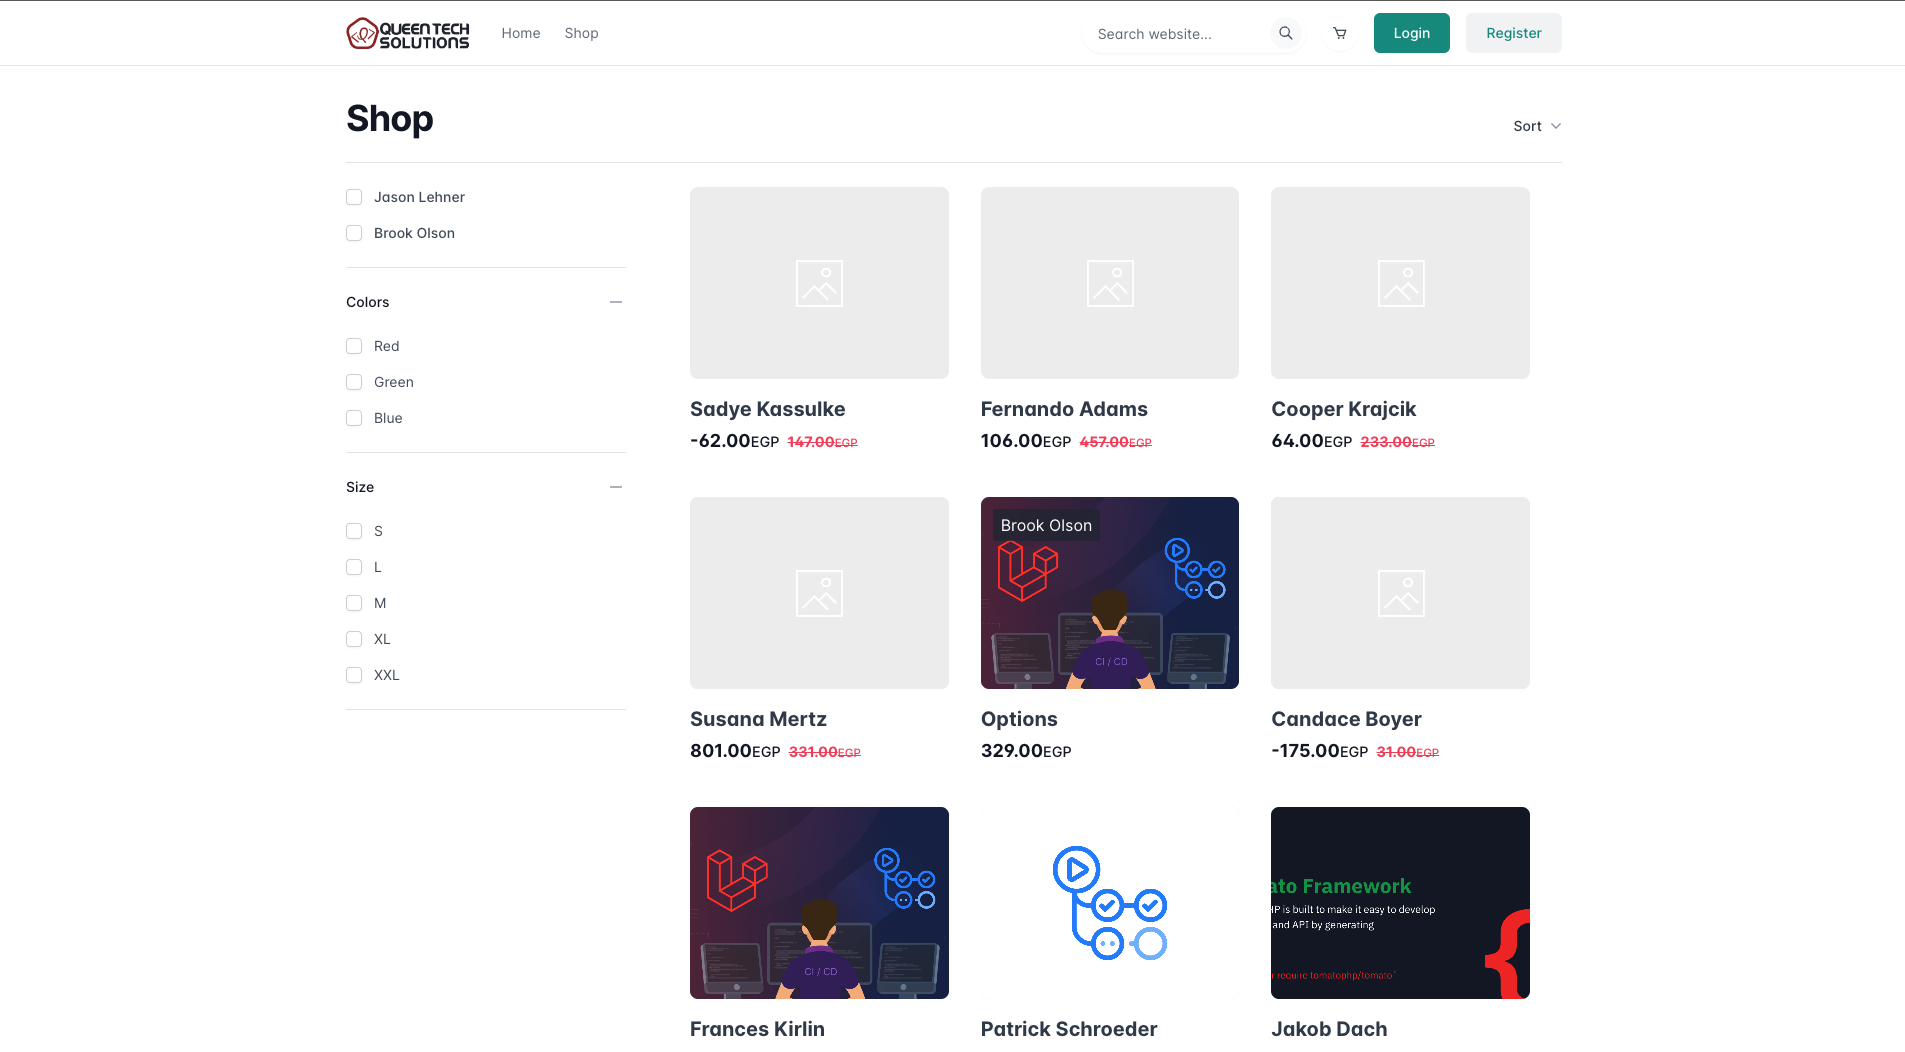 QUEEN TECH
SOLUTIONS
Home
Shop
Search website...
Login
Register
Shop
Sort
Jason Lehner
Brook Olson
Colors
Red
Green
Blue
Size
S
L
M
XL
XXL
Sadye Kassulke
-62.00EGP 147.00EGP
Fernando Adams
106.00EGP 457.00EGP
Cooper Krajcik
64.00EGP 233.00EGP
Susana Mertz
801.00EGP 331.00EGP
Brook Olson
CI / CD
Options
329.00EGP
Candace Boyer
-175.00EGP 31.00EGP
CI / CD
Frances Kirlin
Patrick Schroeder
ato Framework
HP is built to make it easy to develop
and API by generating
r require tomatophp/tomato`
{
Jakob Dach